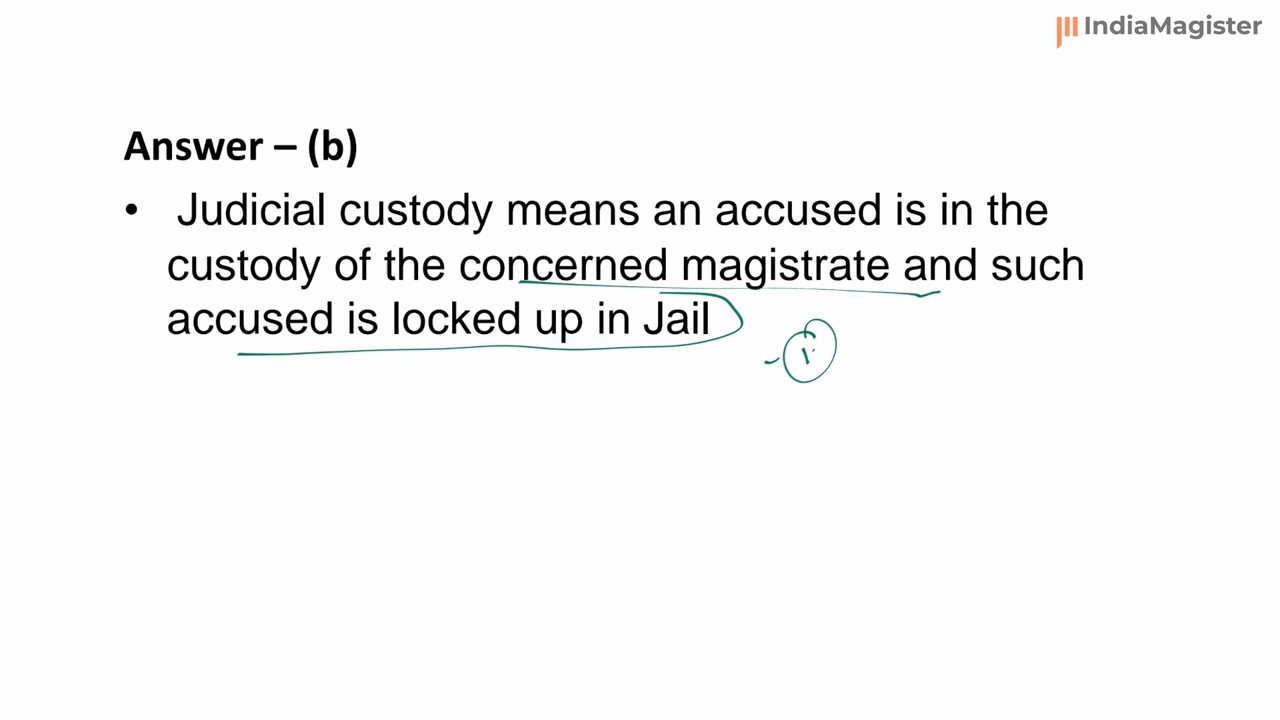 IndiaMagister
Answer – (b)
• Judicial custody means an accused is in the
custody of the concerned magistrate and such
accused is locked up in Jail